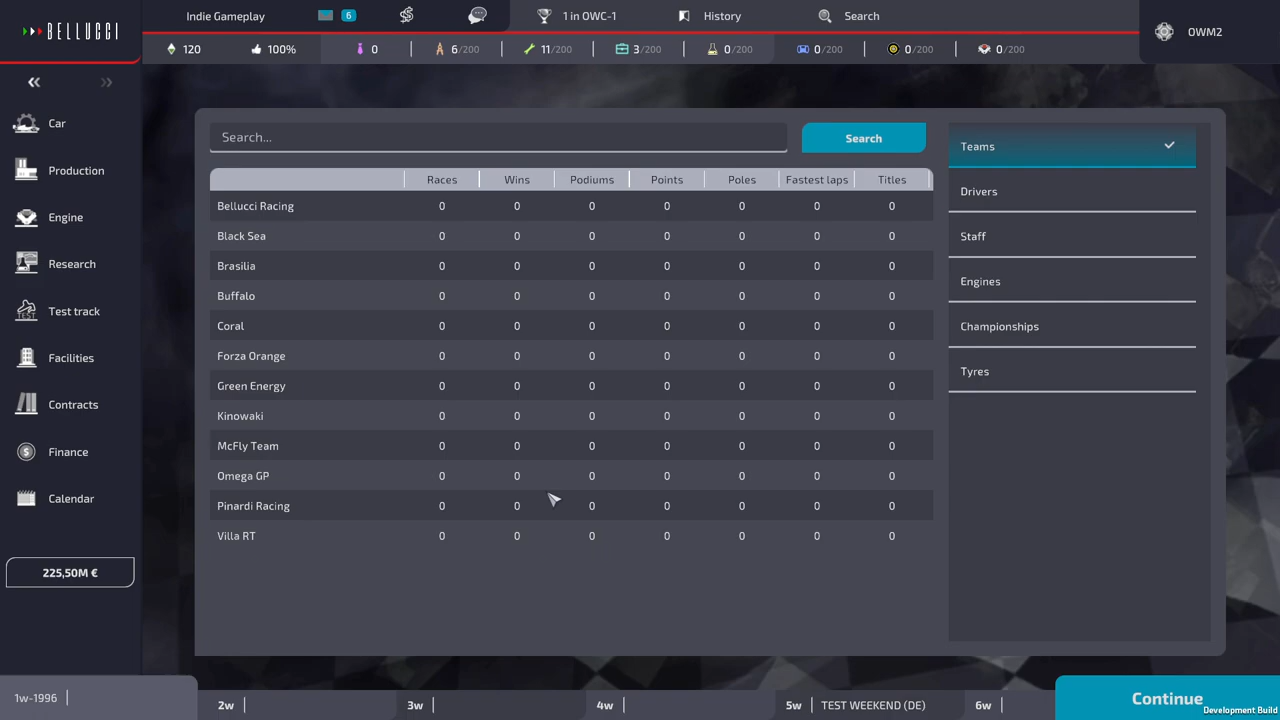 BELLUCCI
Indie Gameplay
6
1 in OWC-1
History
Search
OWM2
120
100%
0
6/200
11/200
3/200
0/200
0/200
0/200
0/200
Car
Production
Engine
Research
TEST
Test track
Facilities
Contracts
Finance
Calendar
225,50M €
Search...
Search
Races Wins Podiums Points Poles Fastest laps Titles
Bellucci Racing 0 0 0 0 0 0 0
Black Sea 0 0 0 0 0 0 0
Brasilia 0 0 0 0 0 0 0
Buffalo 0 0 0 0 0 0 0
Coral 0 0 0 0 0 0 0
Forza Orange 0 0 0 0 0 0 0
Green Energy 0 0 0 0 0 0 0
Kinowaki 0 0 0 0 0 0 0
McFly Team 0 0 0 0 0 0 0
Omega GP 0 0 0 0 0 0 0
Pinardi Racing 0 0 0 0 0 0 0
Villa RT 0 0 0 0 0 0 0
Teams
Drivers
Staff
Engines
Championships
Tyres
1w-1996
2w
3w
4w
5w TEST WEEKEND (DE)
6w
Continue
Development Build